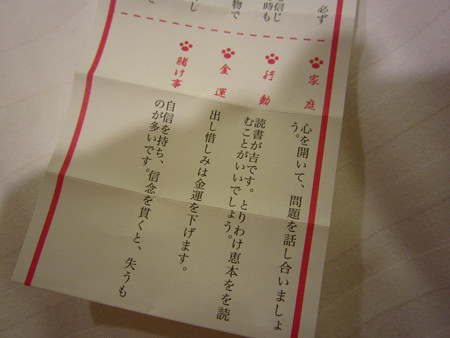 必ず
を信じ
時も
物で
し
こ
家庭
心を開いて、問題を話し合いましょ
う。
行動
読書が吉です。とりわけ恵本をを読
むことがいいでしょう。
金運
出し惜しみは金運を下げます。
賭け事
自信を持ち、信念を貫くと、失うも
のが多いです。